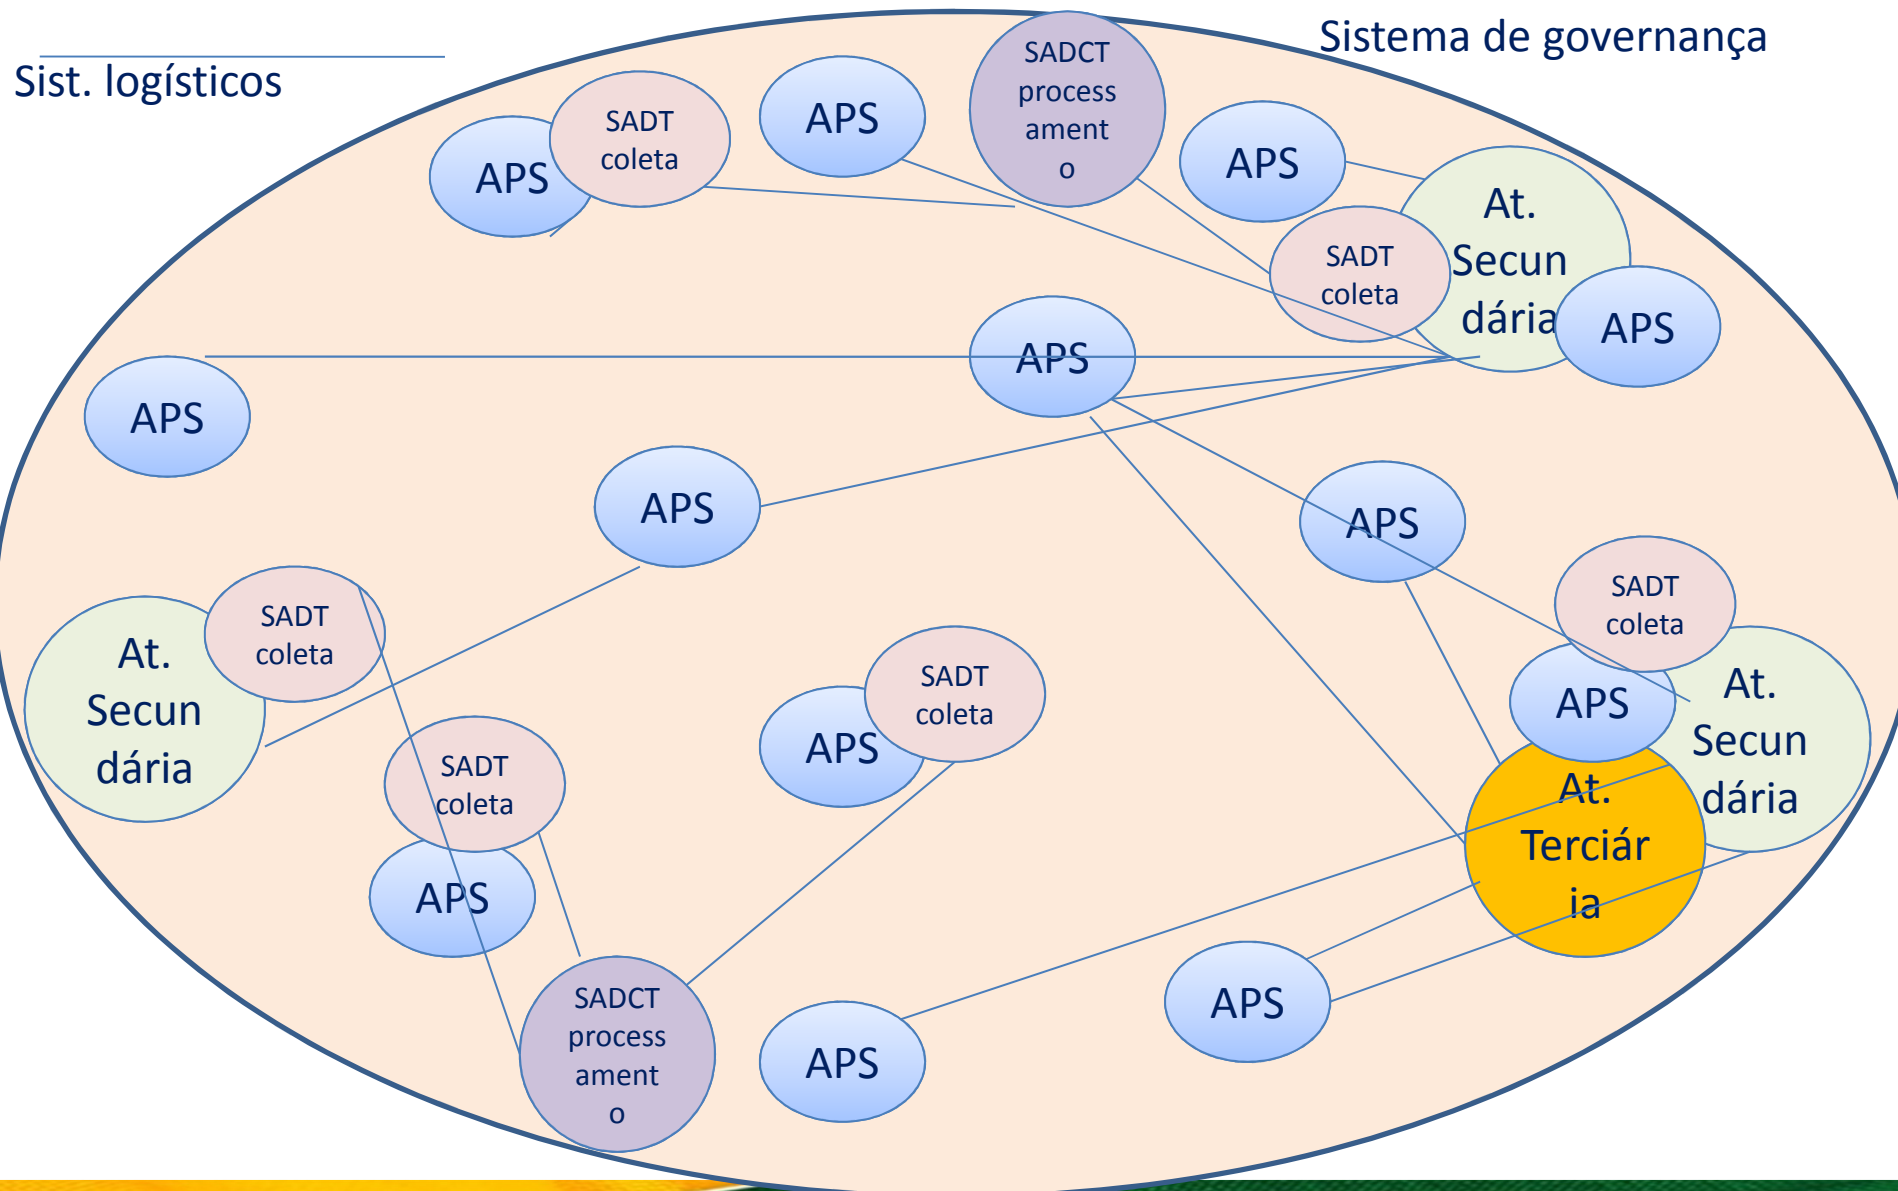 Sistema de governança
Sist. logísticos
SADCT
process
ament
o
APS
SADT
coleta
APS
APS
At.
Secun
dária
SADT
coleta
APS
APS
APS
APS
APS
APS
SADT
coleta
At.
Secun
dária
SADT
coleta
APS
At.
Secun
dária
SADT
coleta
APS
SADT
coleta
APS
At.
Terciár
ia
APS
SADCT
process
ament
o
APS
APS